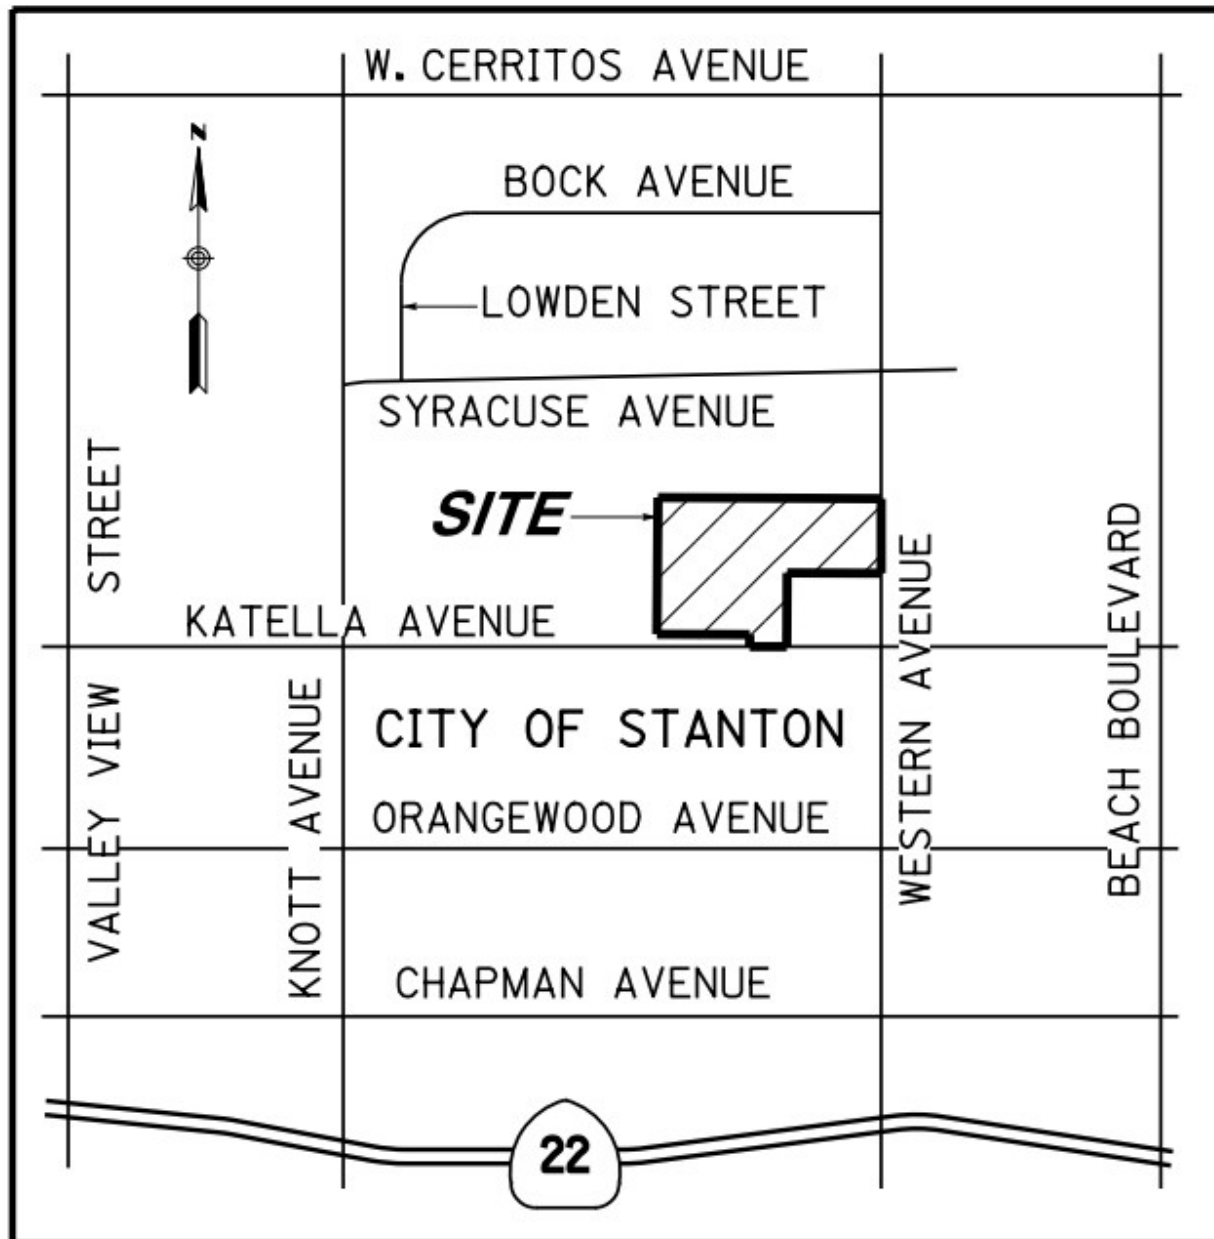 W. CERRITOS AVENUE
N
BOCK AVENUE
LOWDEN STREET
SYRACUSE AVENUE
SITE
KATELLA AVENUE
CITY OF STANTON
ORANGEWOOD AVENUE
CHAPMAN AVENUE
VALLEY VIEW STREET
KNOTT AVENUE
WESTERN AVENUE
BEACH BOULEVARD
22